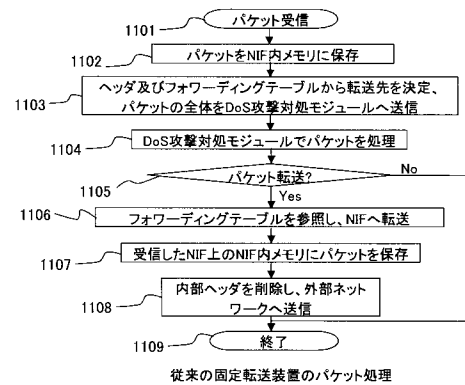 1101
パケット受信
1102
パケットをNIF内メモリに保存
1103
ヘッダ及びフォワーディングテーブルから転送先を決定、
パケットの全体をDoS攻撃対処モジュールへ送信
1104
DoS攻撃対処モジュールでパケットを処理
1105
パケット転送?
No
Yes
1106
フォワーディングテーブルを参照し、NIFへ転送
1107
受信したNIF上のNIF内メモリにパケットを保存
1108
内部ヘッダを削除し、外部ネット
ワークへ送信
1109
終了
従来の固定転送装置のパケット処理